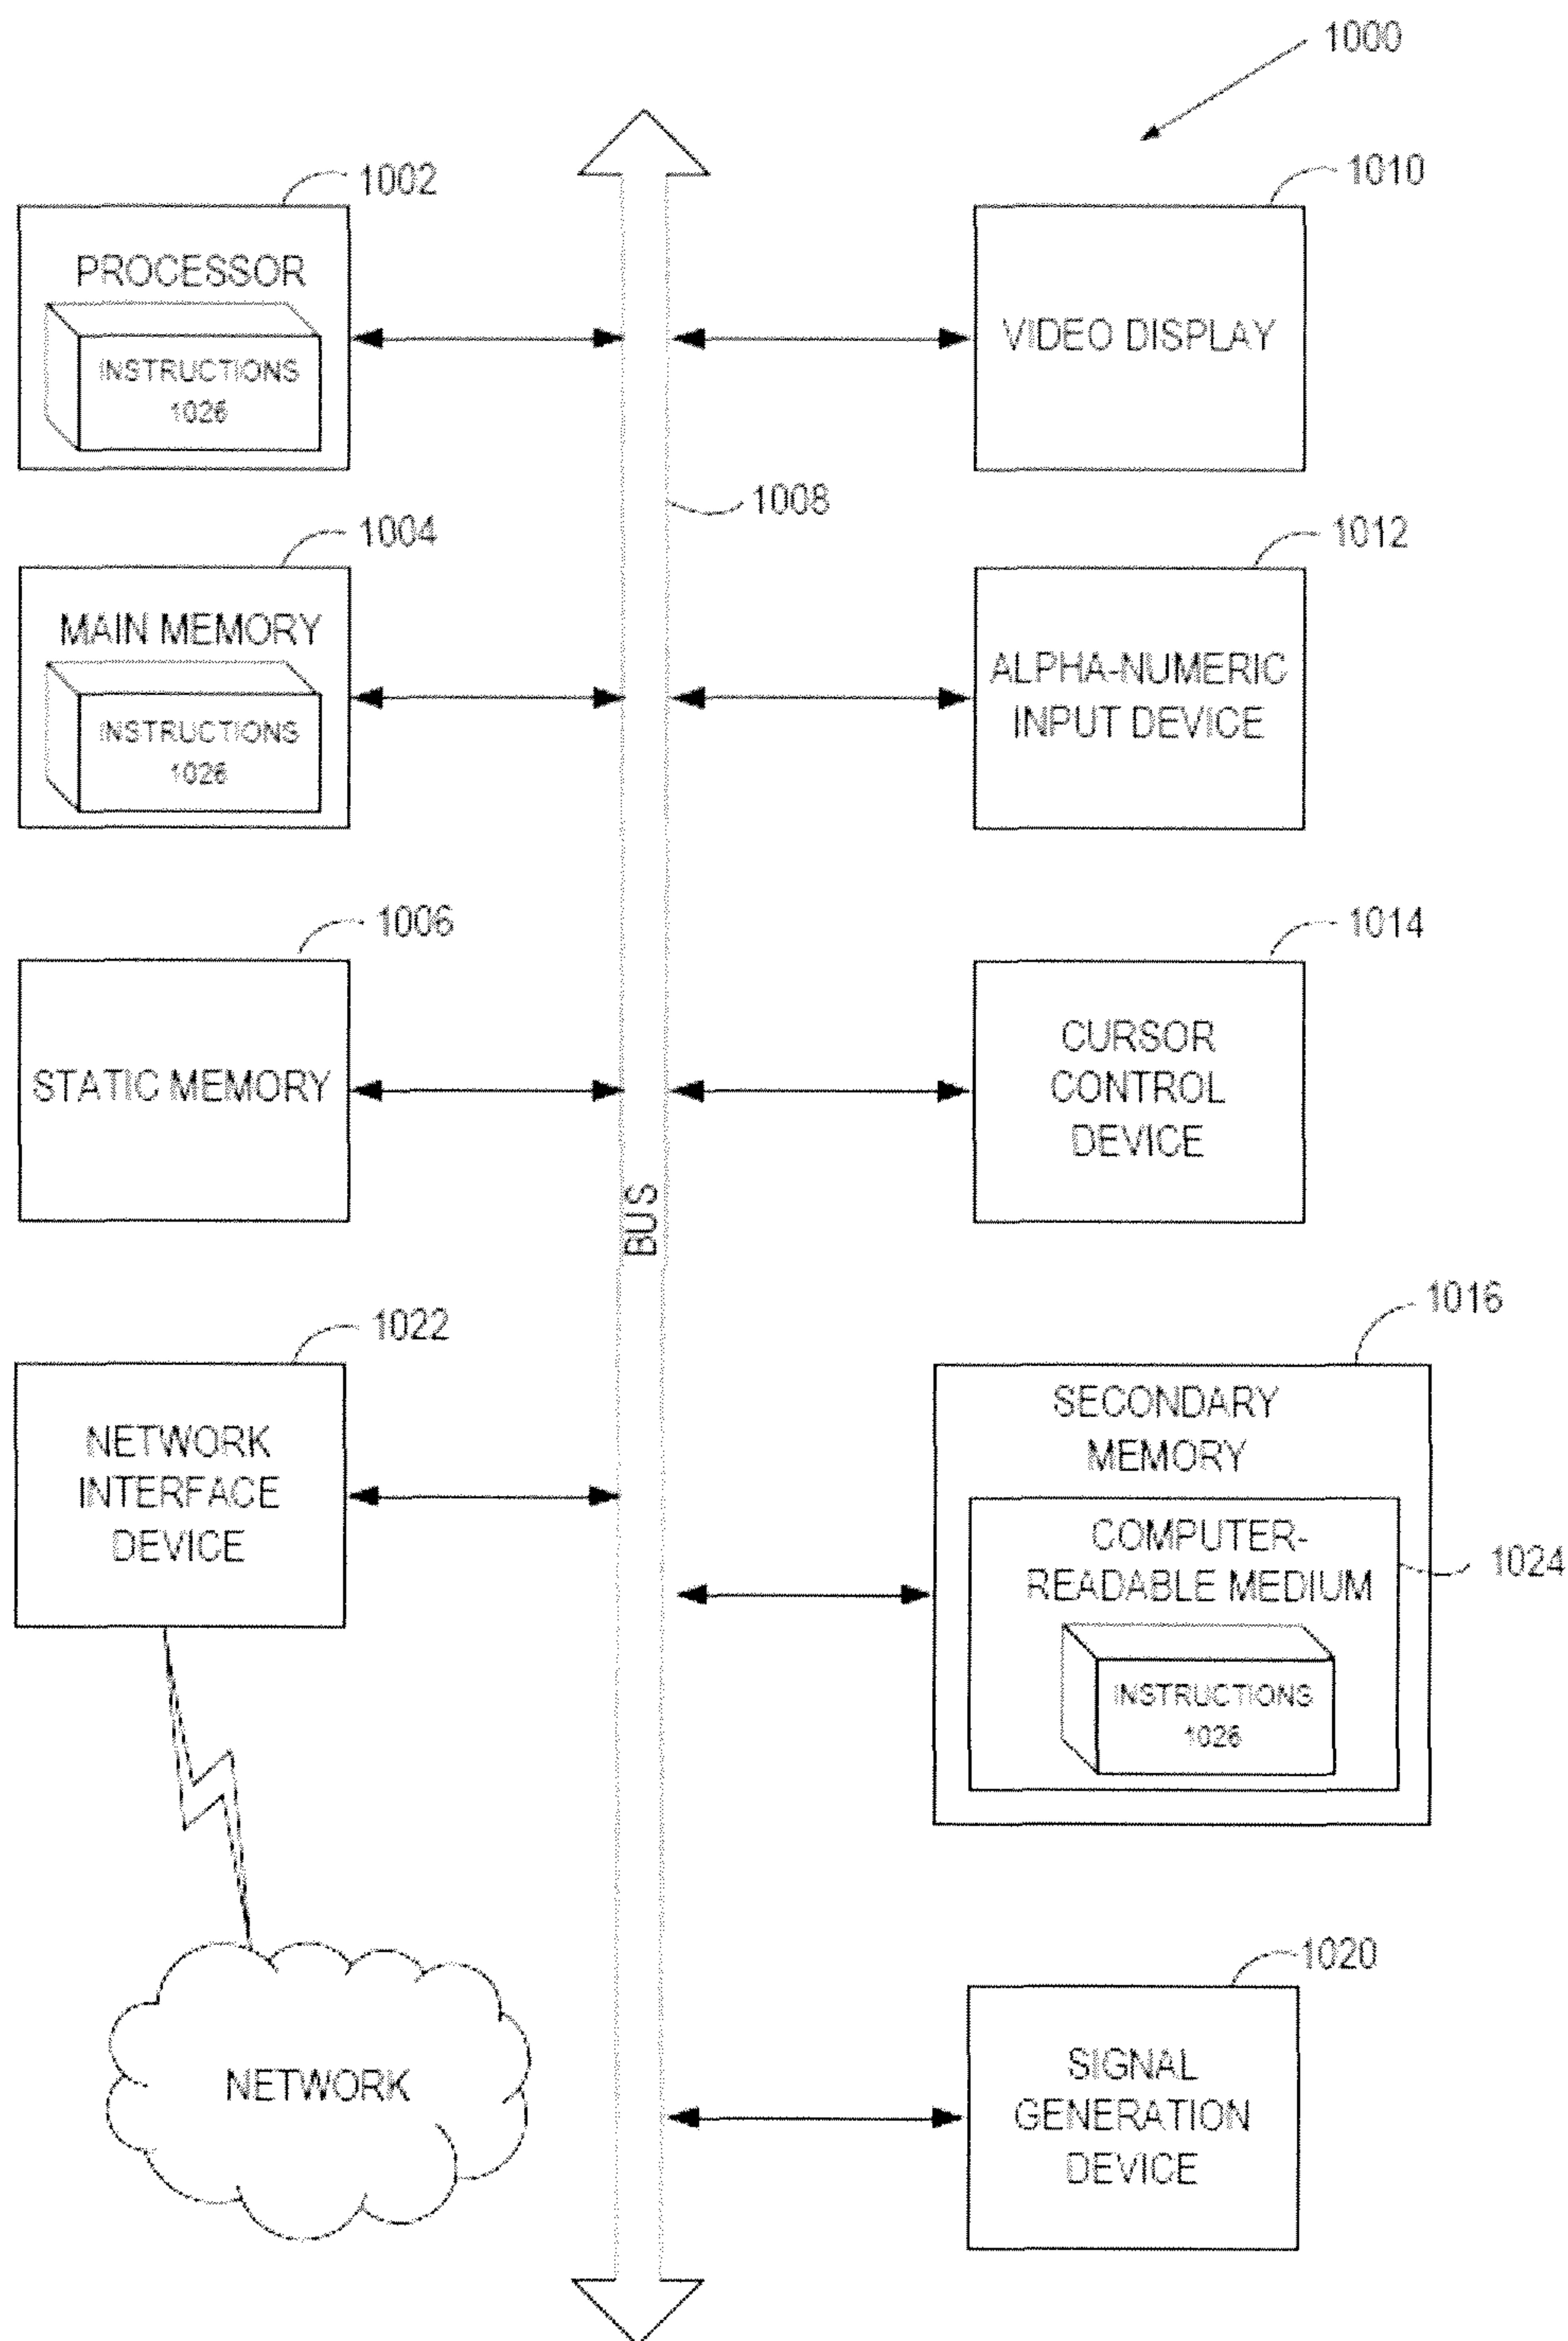 1000
1002
PROCESSOR
INSTRUCTIONS
1026
1010
VIDEO DISPLAY
1008
1004
MAIN MEMORY
INSTRUCTIONS
1026
1012
ALPHA-NUMERIC
INPUT DEVICE
1006
STATIC MEMORY
1014
CURSOR
CONTROL
DEVICE
BUS
1022
NETWORK
INTERFACE
DEVICE
1016
SECONDARY
MEMORY
COMPUTER-
READABLE MEDIUM
1024
INSTRUCTIONS
1026
NETWORK
1020
SIGNAL
GENERATION
DEVICE